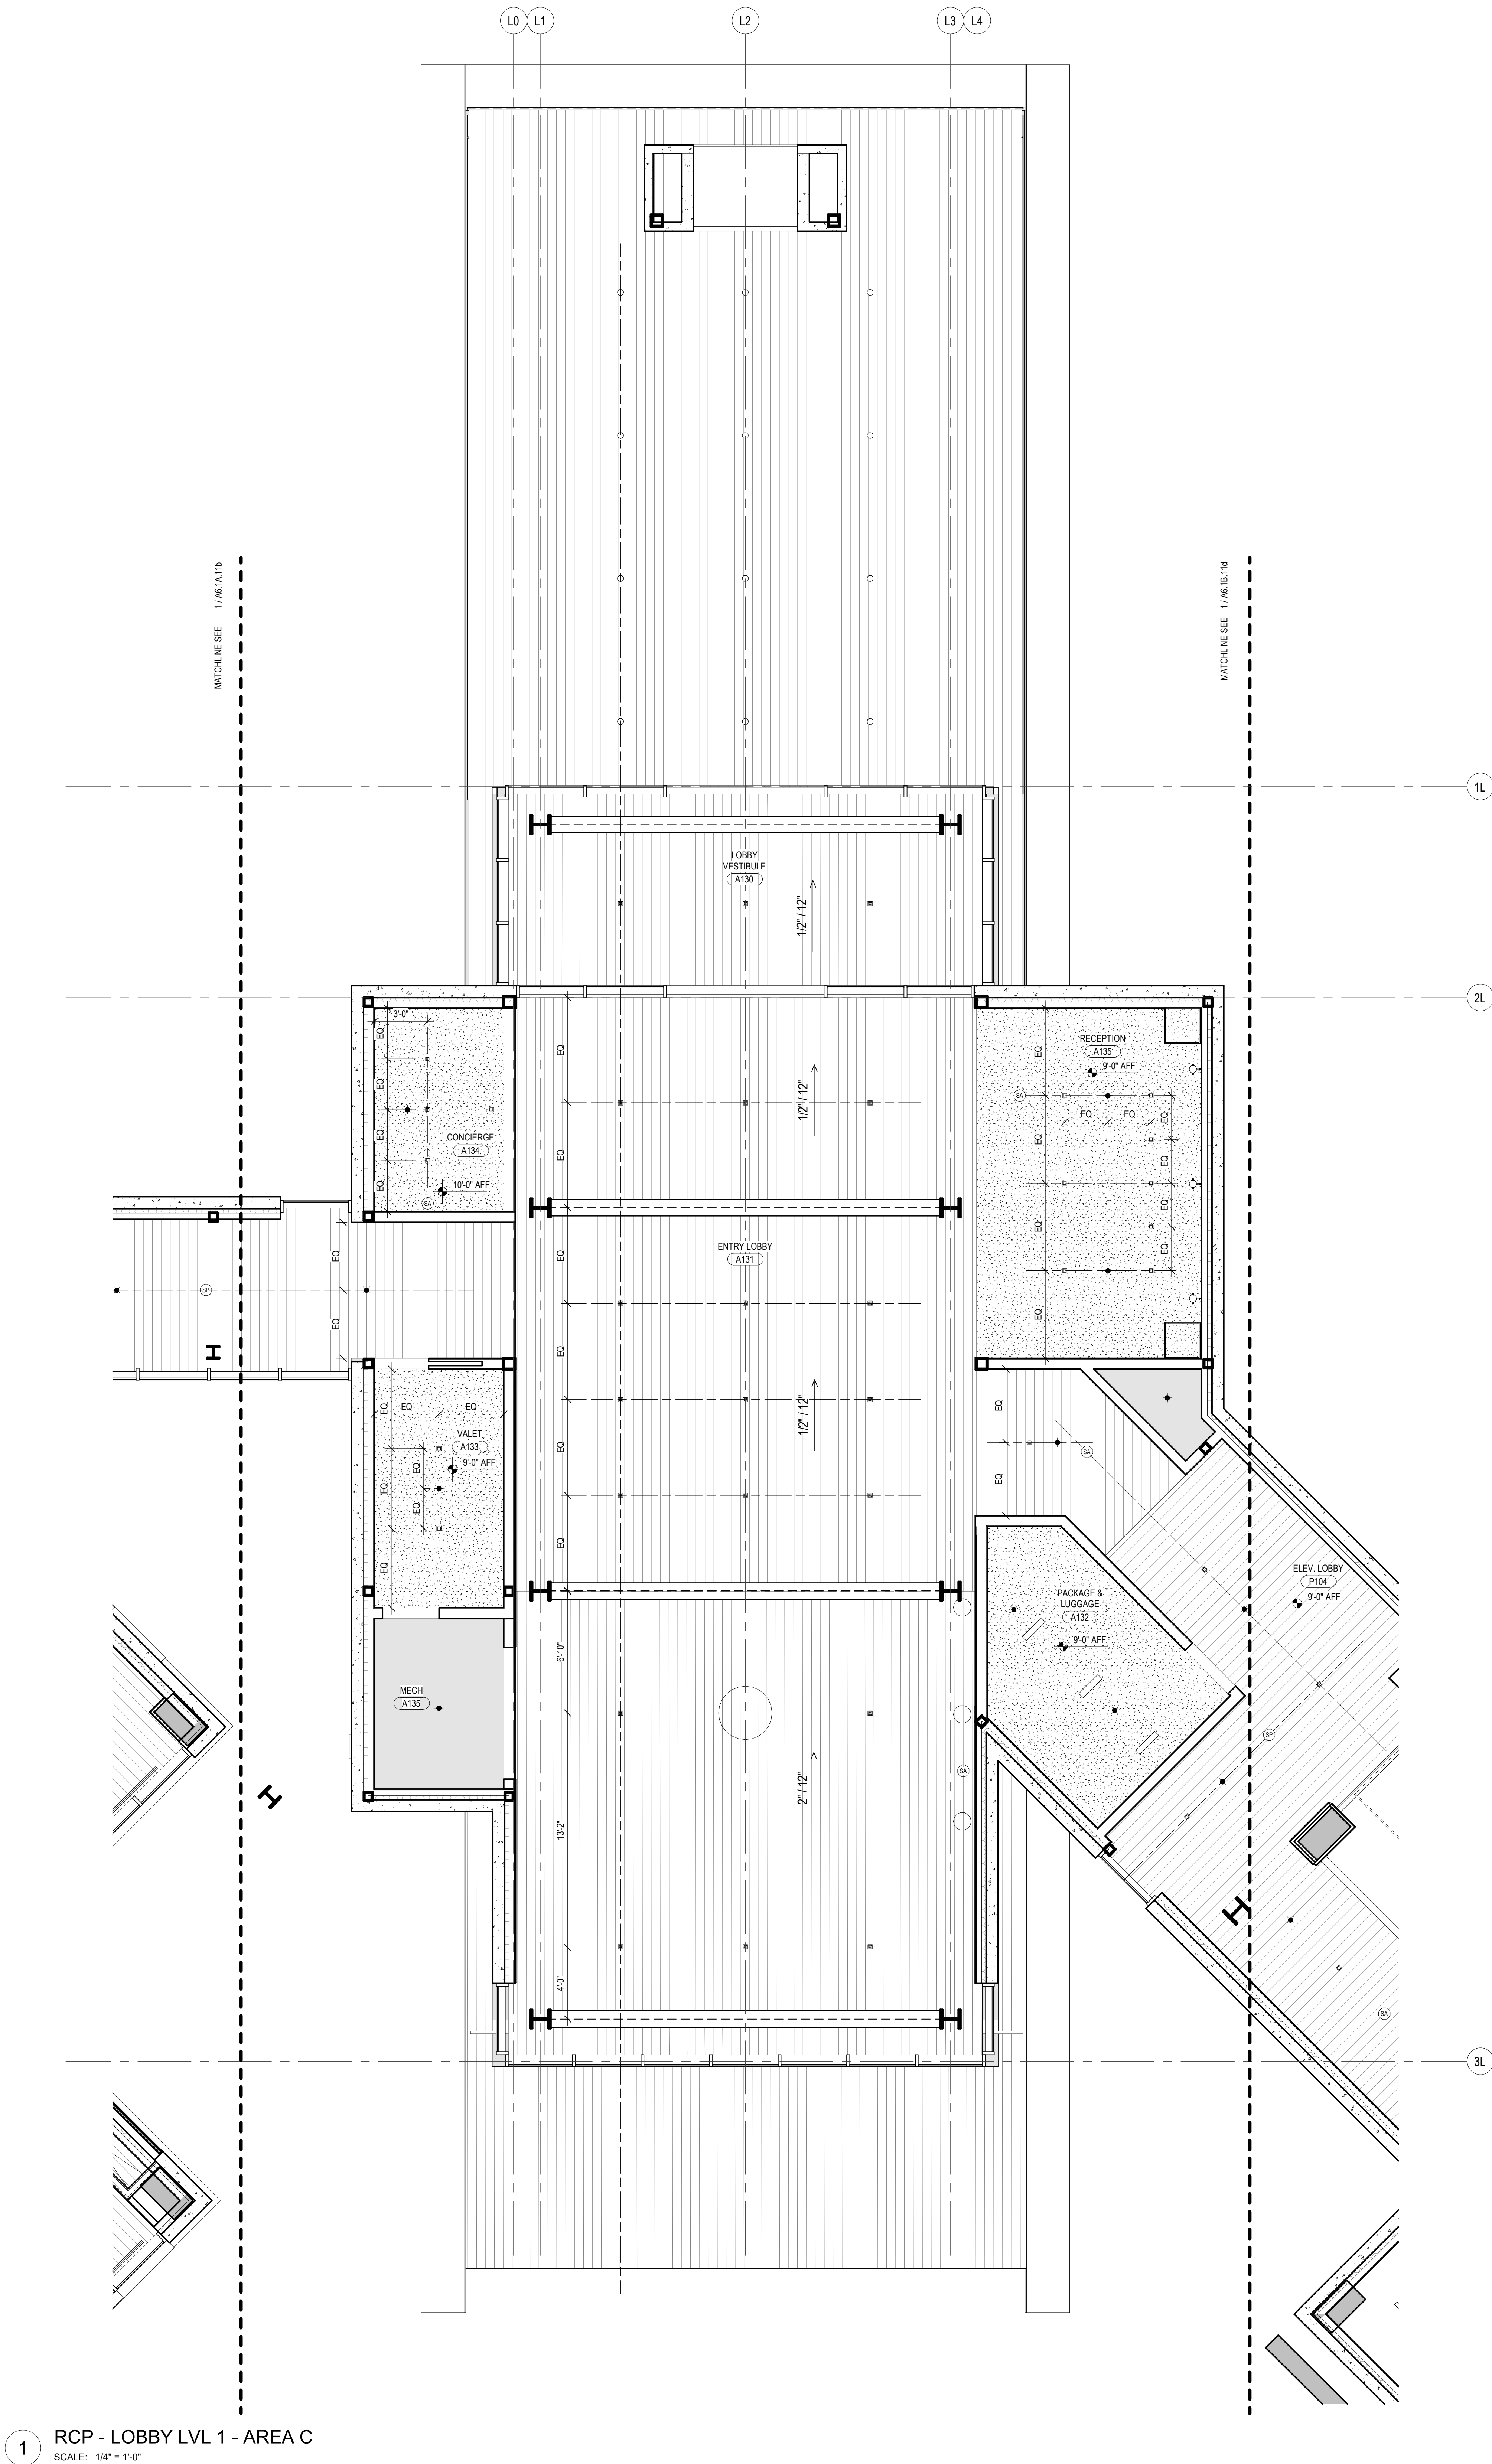 L0
L1
L2
L3
L4
MATCHLINE SEE 1 / A6.1A.11b
MATCHLINE SEE 1 / A6.1B.11d
1L
LOBBY
VESTIBULE
A130
1/2" / 12"
2L
3'-0"
EQ
EQ
EQ
EQ
CONCIERGE
A134
10'-0" AFF
SA
EQ
EQ
1/2" / 12"
RECEPTION
A135
9'-0" AFF
SA
EQ
EQ
EQ
EQ
EQ
EQ
EQ
EQ
EQ
EQ
ENTRY LOBBY
A131
EQ
EQ
EQ
EQ
1/2" / 12"
SP
EQ
EQ
EQ
EQ
EQ
EQ
EQ
EQ
EQ
VALET
A133
9'-0" AFF
EQ
EQ
SA
ELEV. LOBBY
P104
9'-0" AFF
PACKAGE &
LUGGAGE
A132
9'-0" AFF
MECH
A135
6'-10"
13'-2"
4'-0"
2" / 12"
SA
SP
SA
3L
1
RCP - LOBBY LVL 1 - AREA C
SCALE: 1/4" = 1'-0"